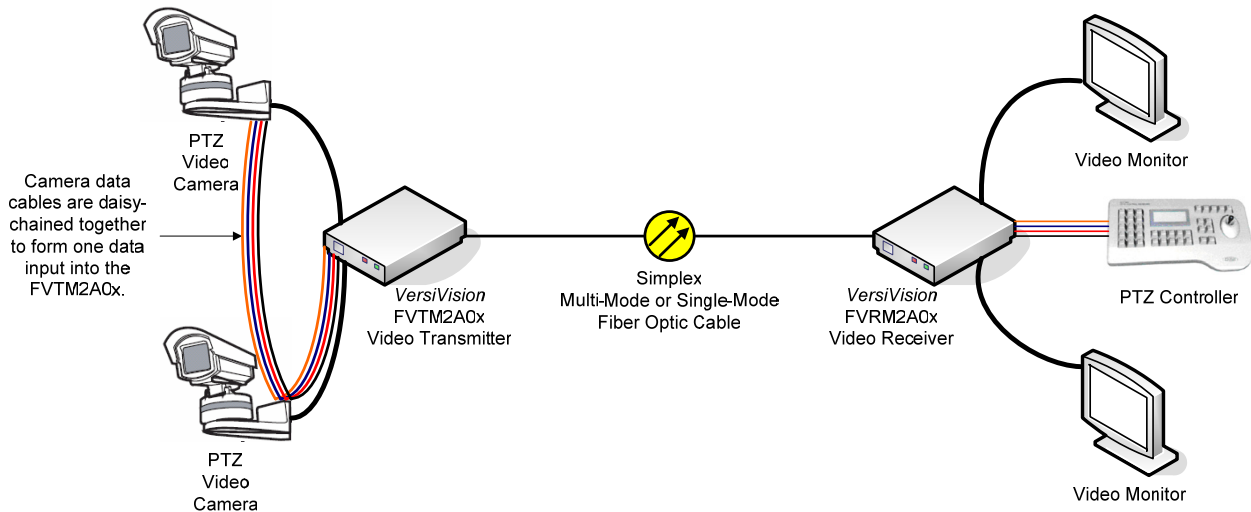 PTZ
Video
Camera
Camera data
cables are daisy-
chained together
to form one data
input into the
FVTM2A0x.
PTZ
Video
Camera
VersiVision
FVTM2A0x
Video Transmitter
Simplex
Multi-Mode or Single-Mode
Fiber Optic Cable
VersiVision
FVRM2A0x
Video Receiver
Video Monitor
PTZ Controller
Video Monitor